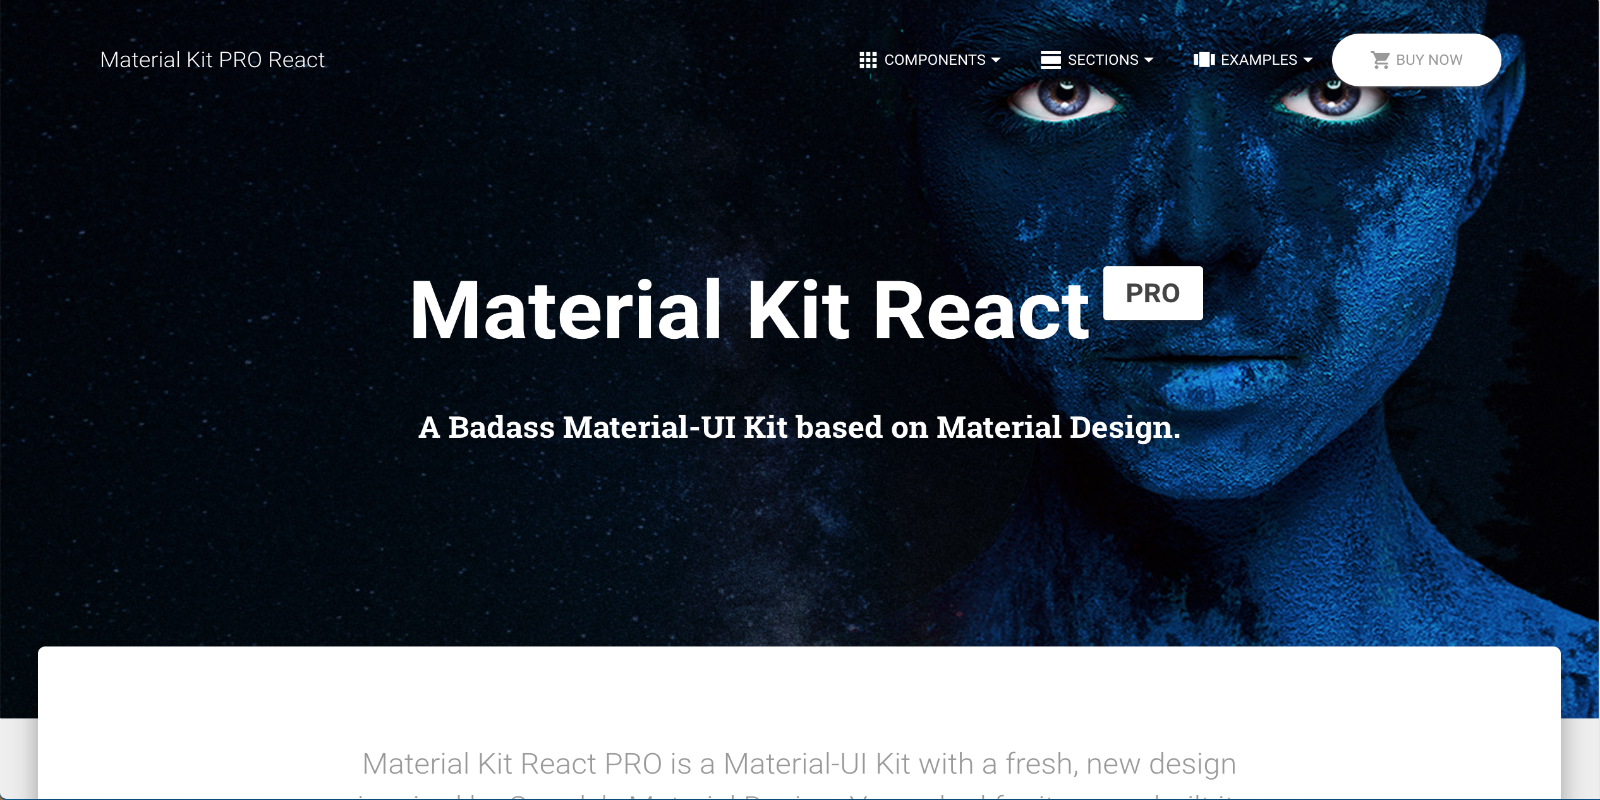 Material Kit PRO React
COMPONENTS
SECTIONS
EXAMPLES
BUY NOW
Material Kit React PRO
A Badass Material-UI Kit based on Material Design.
Material Kit React PRO is a Material-UI Kit with a fresh, new design